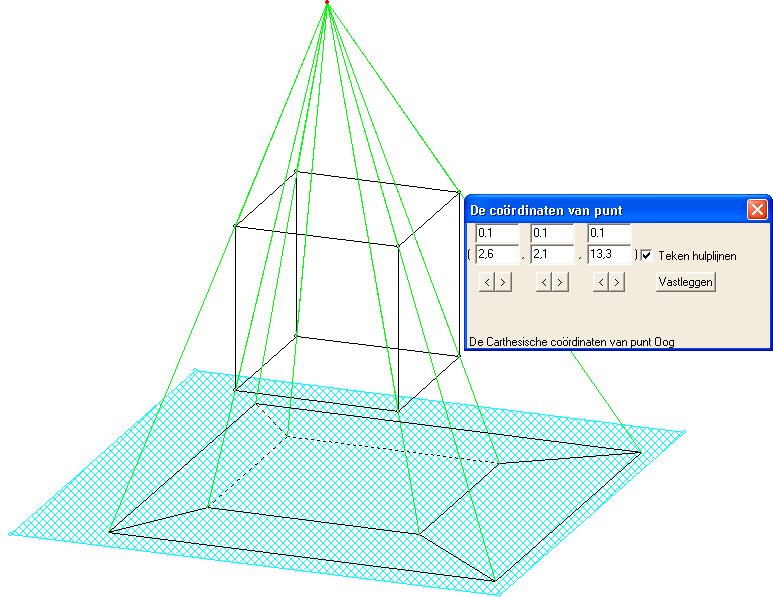 De coördinaten van punt
0.1 0.1 0.1
( 2,6 , 2,1 , 13,3 ) Teken hulplijnen
< > < > < > Vastleggen
De Carthesische coördinaten van punt Oog